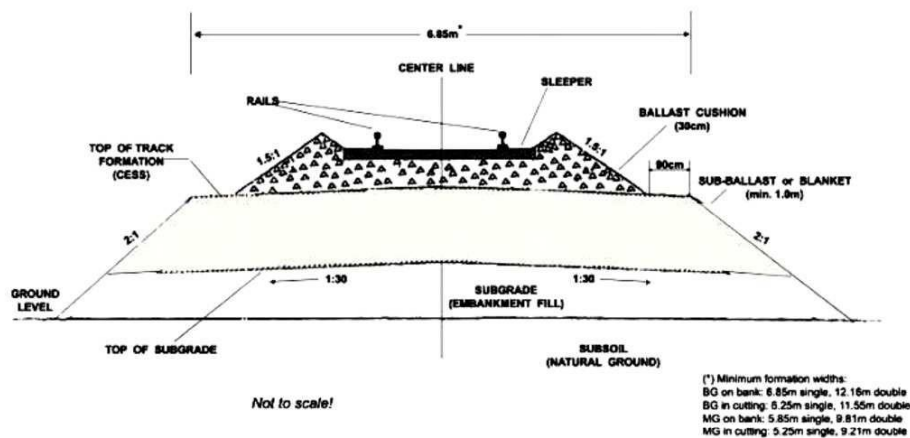 6.85m*
CENTER LINE
SLEEPER
RAILS
BALLAST CUSHION
(30cm)
1.5:1
1.5:1
TOP OF TRACK
FORMATION
(CESS)
90cm
SUB-BALLAST or BLANKET
(min. 1.0m)
2:1
2:1
1:30
1:30
GROUND
LEVEL
SUBGRADE
(EMBANKMENT FILL)
TOP OF SUBGRADE
SUBSOIL
(NATURAL GROUND)
Not to scale!
(*) Minimum formation widths:
BG on bank: 6.85m single, 12.16m double
BG in cutting: 6.25m single, 11.55m double
MG on bank: 5.85m single, 9.81m double
MG in cutting: 5.25m single, 9.21m double